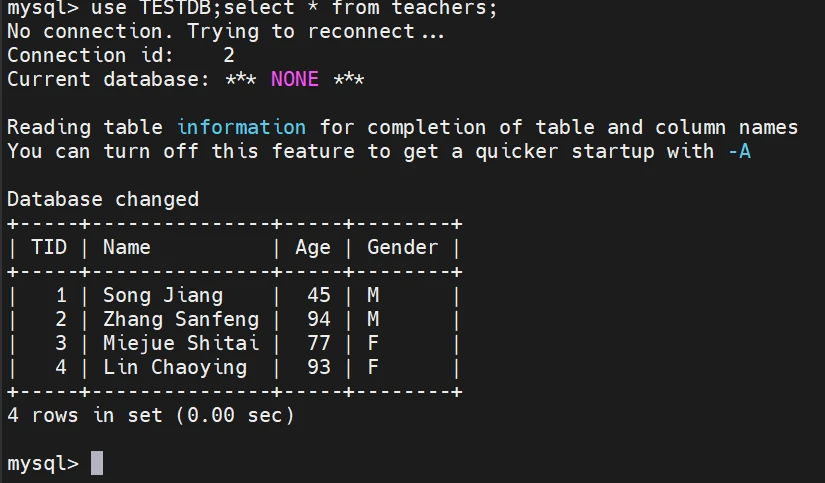 mysql> use TESTDB;select * from teachers;
No connection. Trying to reconnect...
Connection id:    2
Current database: *** NONE ***
Reading table information for completion of table and column names
You can turn off this feature to get a quicker startup with -A
Database changed
+-----+---------------+-----+--------+
| TID | Name          | Age | Gender |
+-----+---------------+-----+--------+
|   1 | Song Jiang    |  45 | M      |
|   2 | Zhang Sanfeng |  94 | M      |
|   3 | Miejue Shitai |  77 | F      |
|   4 | Lin Chaoying  |  93 | F      |
+-----+---------------+-----+--------+
4 rows in set (0.00 sec)
mysql>